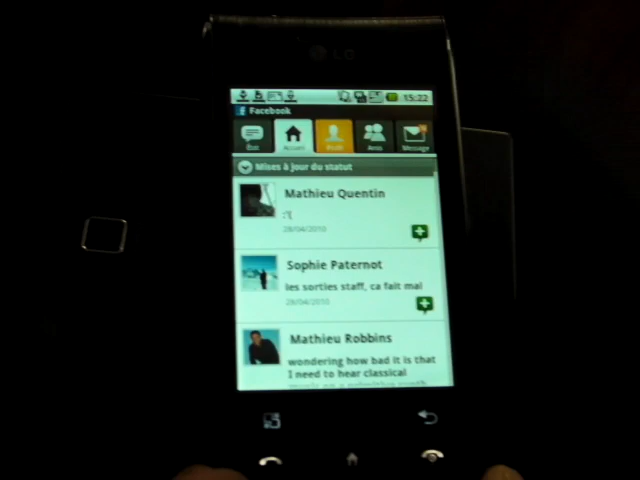 LG
15:22
Facebook
Accueil
Profil
Amis
Message
Mises à jour du statut
Mathieu Quentin
:'(
28/04/2010
Sophie Paternot
les sorties staff, ca fait mal
28/04/2010
Mathieu Robbins
wondering how bad it is that
I need to hear classical